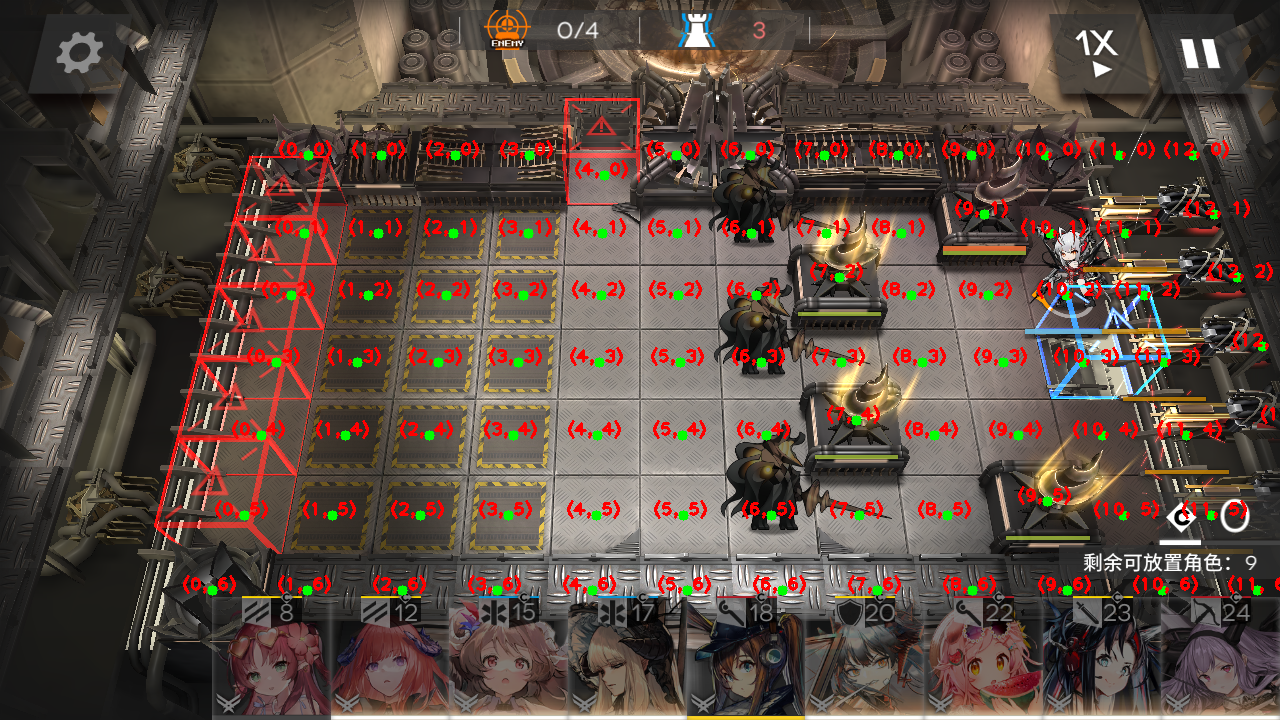 ENEMY 0/4 3 1X
(0, 0) (1, 0) (2, 0) (3, 0) (4, 0) (5, 0) (6, 0) (7, 0) (8, 0) (9, 0) (10, 0) (11, 0) (12, 0)
(0, 1) (1, 1) (2, 1) (3, 1) (4, 1) (5, 1) (6, 1) (7, 1) (8, 1) (9, 1) (10, 1) (11, 1) (12, 1)
(0, 2) (1, 2) (2, 2) (3, 2) (4, 2) (5, 2) (6, 2) (7, 2) (8, 2) (9, 2) (10, 2) (11, 2) (12, 2)
(0, 3) (1, 3) (2, 3) (3, 3) (4, 3) (5, 3) (6, 3) (7, 3) (8, 3) (9, 3) (10, 3) (11, 3) (12,
(0, 4) (1, 4) (2, 4) (3, 4) (4, 4) (5, 4) (6, 4) (7, 4) (8, 4) (9, 4) (10, 4) (11, 4) (1
(0, 5) (1, 5) (2, 5) (3, 5) (4, 5) (5, 5) (6, 5) (7, 5) (8, 5) (9, 5) (10, 5) (11, 5) 0
剩余可放置角色：9
(0, 6) (1, 6) (2, 6) (3, 6) (4, 6) (5, 6) (6, 6) (7, 6) (8, 6) (9, 6) (10, 6) (11, 6
8 12 15 17 18 20 22 23 24